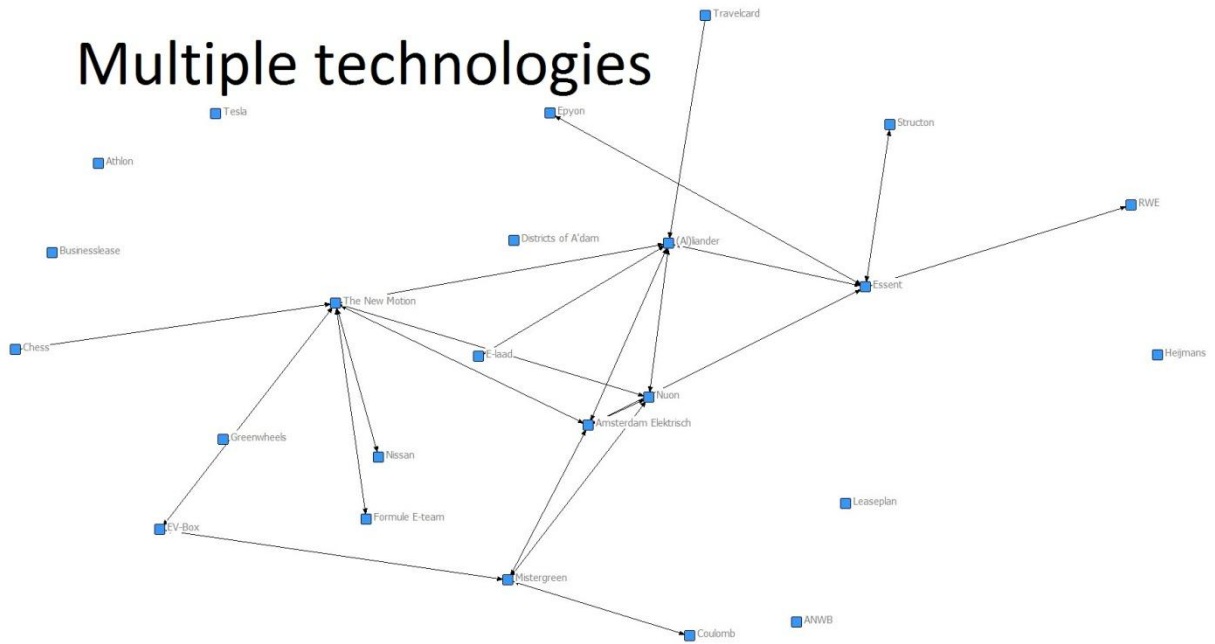 Travelcard
Multiple technologies
Tesla
Epyon
Structon
Athlon
RWE
Districts of A'dam
(Al)liander
Businesslease
Essent
The New Motion
Chess
E-laad
Heijmans
Nuon
Amsterdam Elektrisch
Greenwheels
Nissan
Leaseplan
Formule E-team
EV-Box
Mistergreen
ANWB
Coulomb